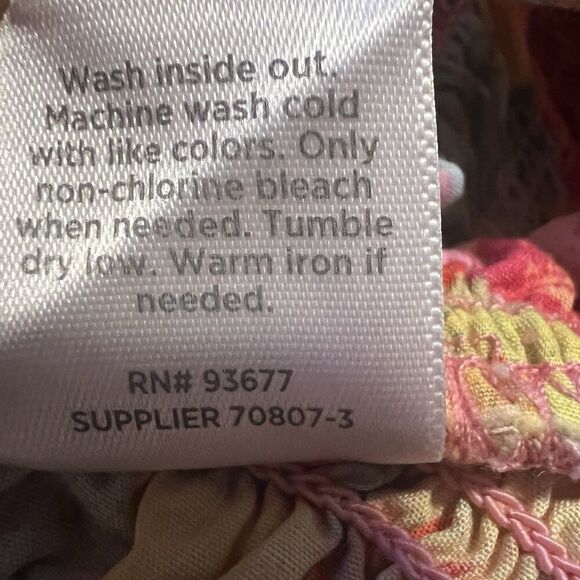 Wash inside out.
Machine wash cold
with like colors. Only
non-chlorine bleach
when needed. Tumble
dry low. Warm iron if
needed.
RN# 93677
SUPPLIER 70807-3